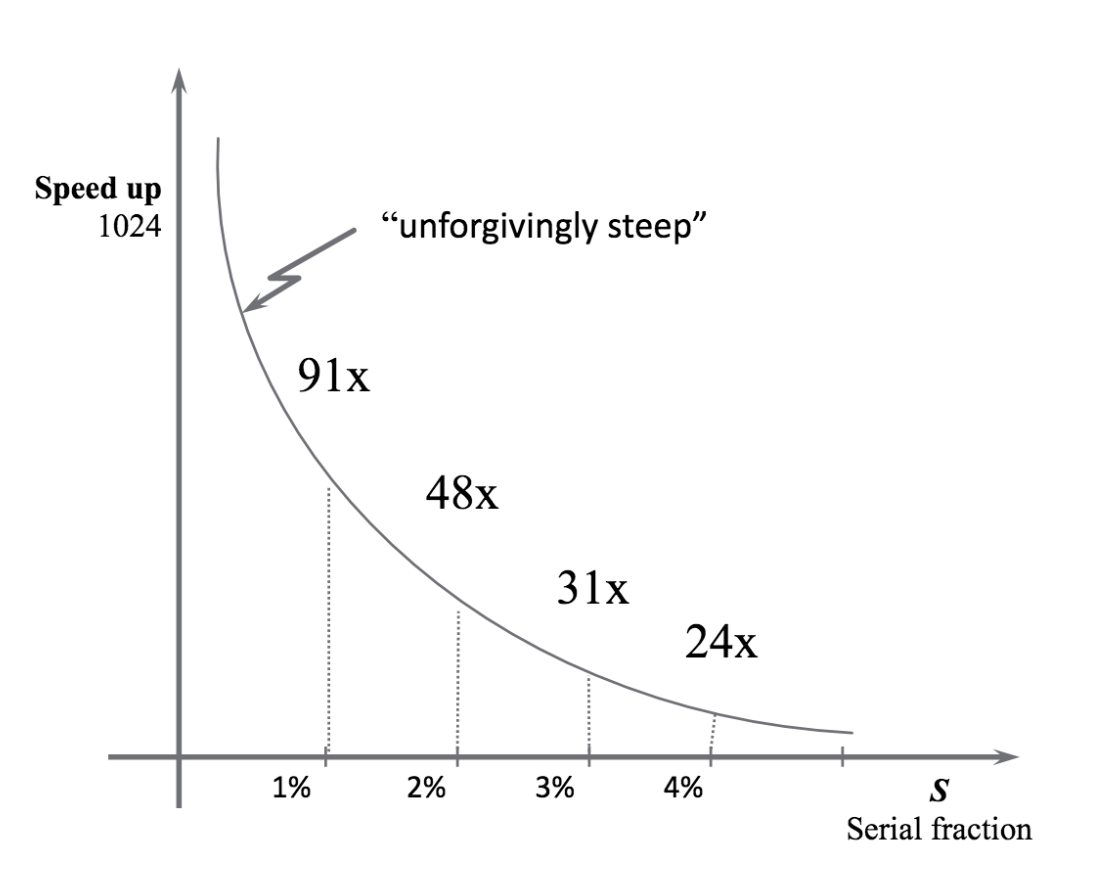 Speed up
1024
“unforgivingly steep”
91x
48x
31x
24x
1% 2% 3% 4%
s
Serial fraction